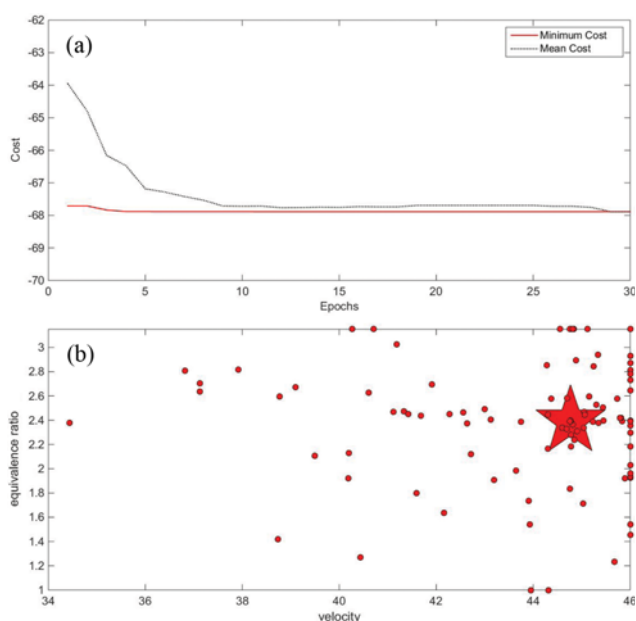 -62
(a)
Minimum Cost
Mean Cost
-63
-64
-65
Cost
-66
-67
-68
-69
-70
0 5 10 15 20 25 30
Epochs
(b)
3
2.8
2.6
2.4
equivalence ratio
2.2
2
1.8
1.6
1.4
1.2
1
34 36 38 40 42 44 46
velocity